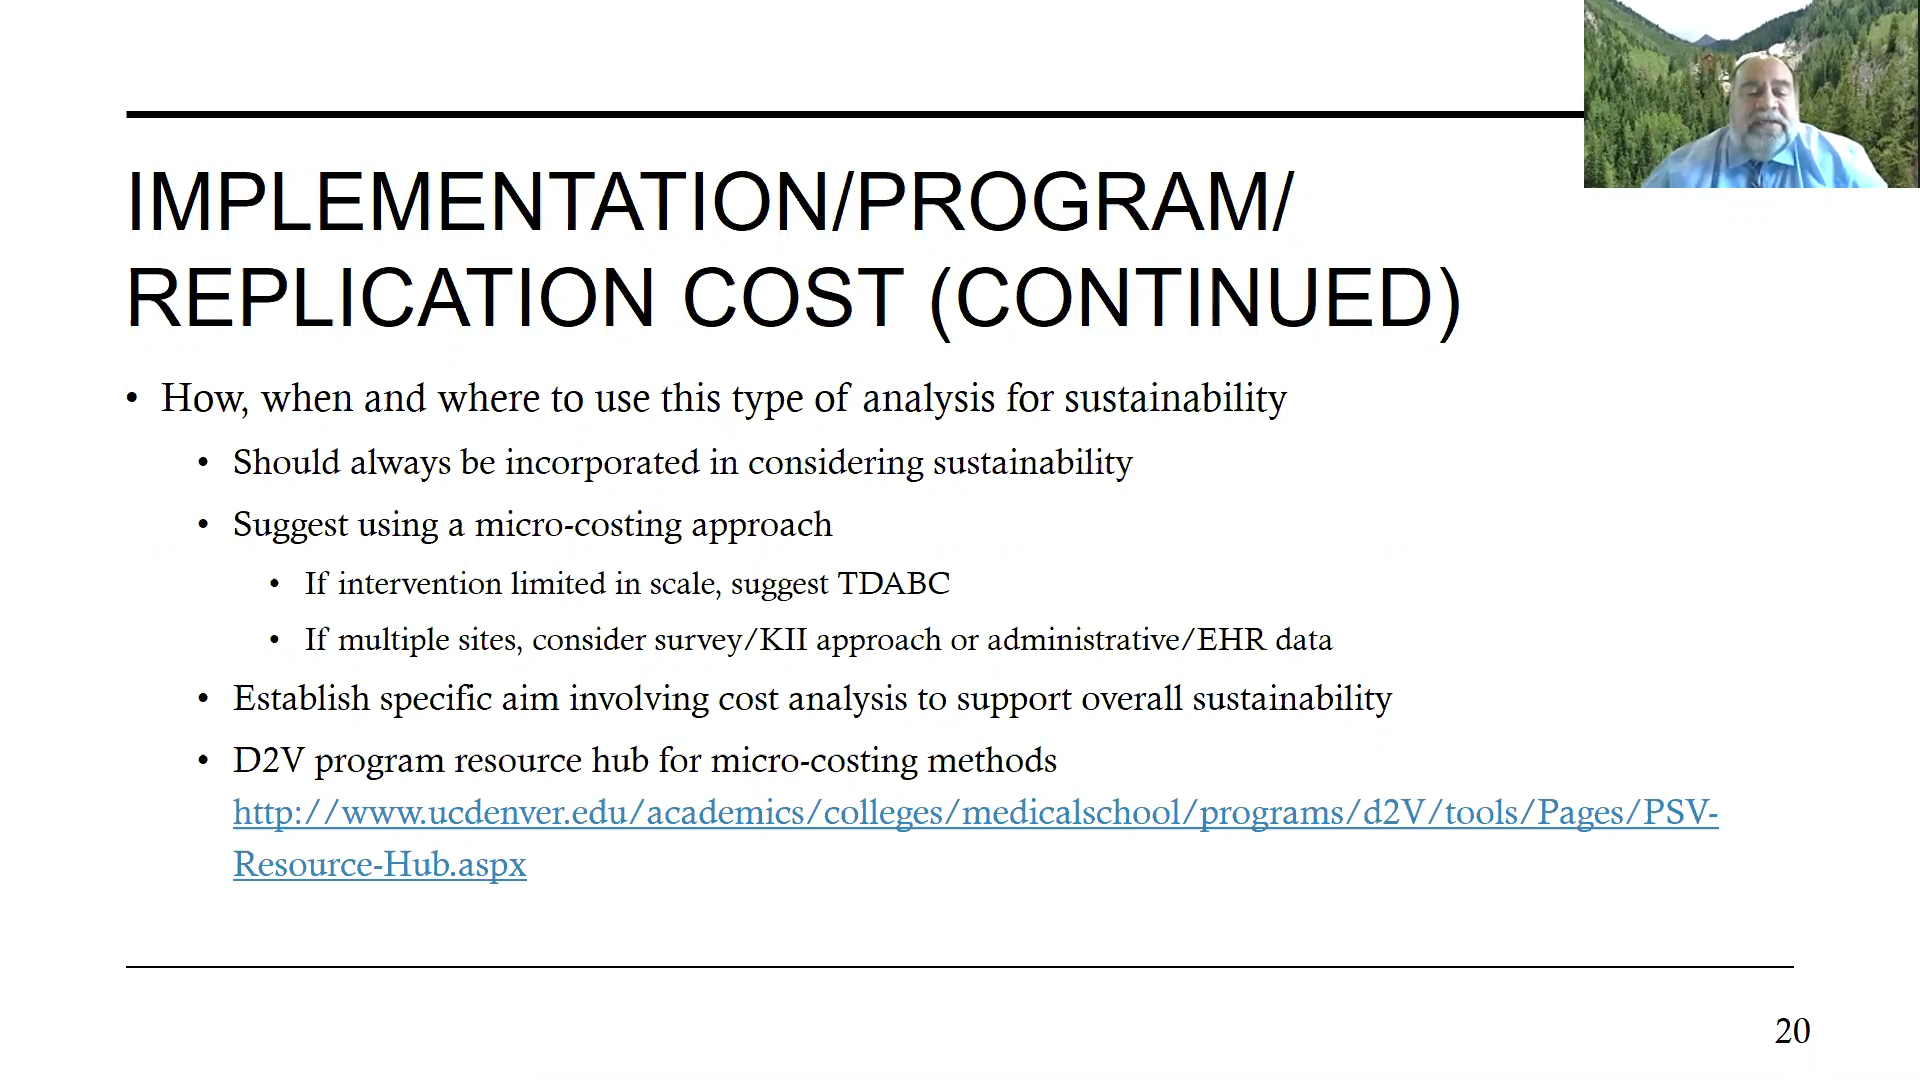 IMPLEMENTATION/PROGRAM/
REPLICATION COST (CONTINUED)
• How, when and where to use this type of analysis for sustainability
• Should always be incorporated in considering sustainability
• Suggest using a micro-costing approach
• If intervention limited in scale, suggest TDABC
• If multiple sites, consider survey/KII approach or administrative/EHR data
• Establish specific aim involving cost analysis to support overall sustainability
• D2V program resource hub for micro-costing methods
http://www.ucdenver.edu/academics/colleges/medicalschool/programs/d2V/tools/Pages/PSV-
Resource-Hub.aspx
20